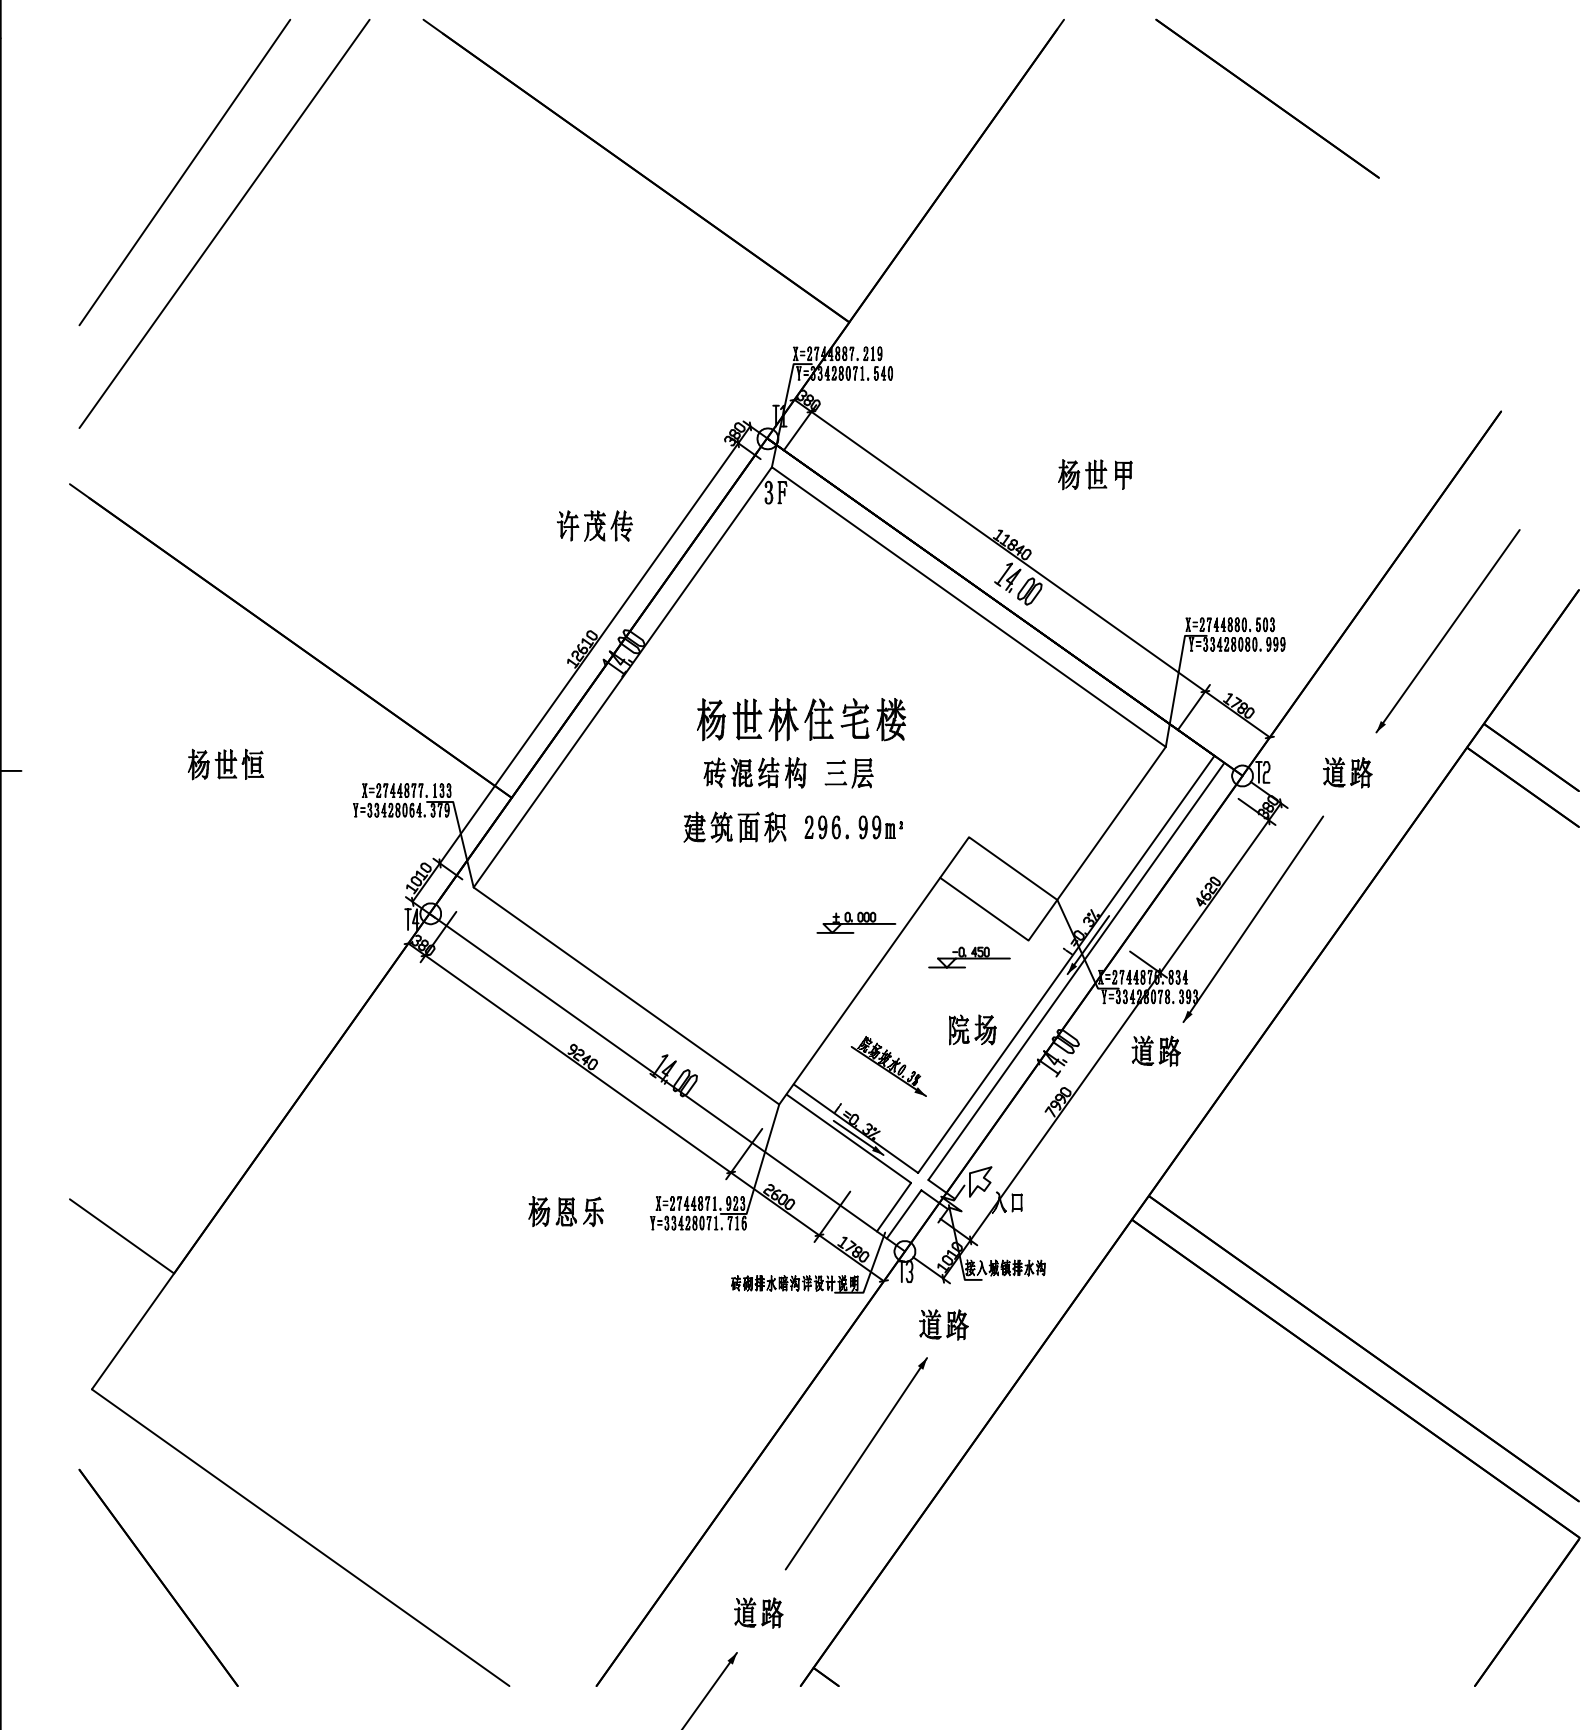 X=2744887.219
Y=33428071.540
380
T1
380
3F
杨世甲
许茂传
11840
14.00
X=2744880.503
Y=33428080.999
12610
14.00
1780
杨世林住宅楼
砖混结构 三层
建筑面积 296.99m²
杨世恒
T2
道路
X=2744877.133
Y=33428064.379
380
1010
T4
380
4620
±0.000
-0.450
i=0.3%
X=2744876.834
Y=33428078.393
院场
道路
14.00
院场坡水0.3%
9240
14.00
7990
i=0.3%
杨恩乐
2600
X=2744871.923
Y=33428071.716
入口
1780
1010
T3
接入城镇排水沟
砖砌排水暗沟详设计说明
道路
道路